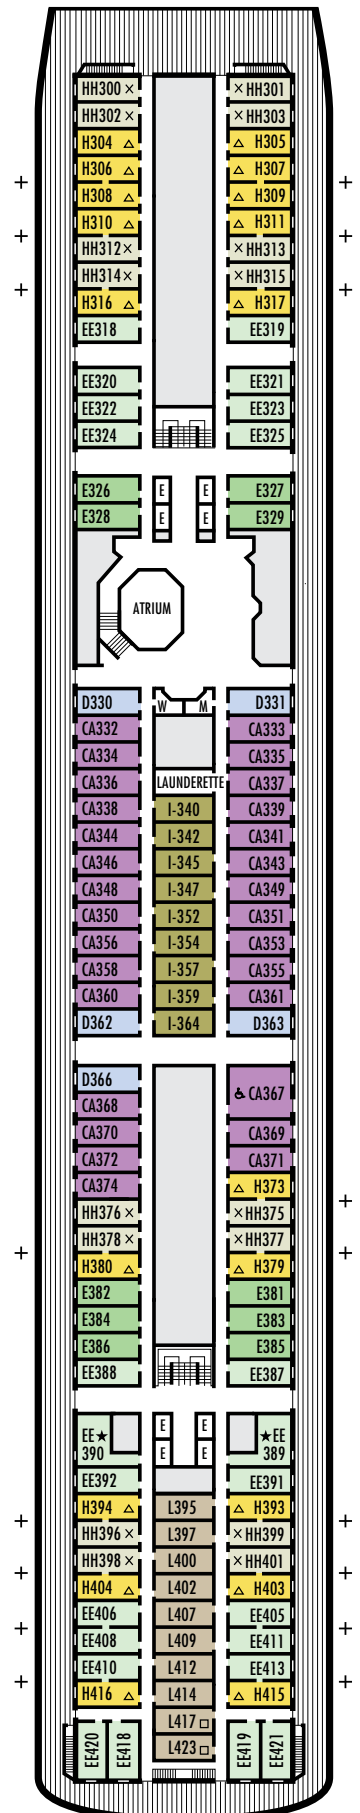 HH300 × × HH301
HH302 × × HH303
H304 △ △ H305
H306 △ △ H307
H308 △ △ H309
H310 △ △ H311
HH312 × × HH313
HH314 × × HH315
H316 △ △ H317
EE318 EE319
EE320 EE321
EE322 EE323
EE324 EE325
E326 E E E327
E328 E E E329
ATRIUM
D330 W M D331
CA332 CA333
CA334 CA335
CA336 LAUNDERETTE CA337
CA338 I-340 CA339
CA344 I-342 CA341
CA346 I-345 CA343
CA348 I-347 CA349
CA350 I-352 CA351
CA356 I-354 CA353
CA358 I-357 CA355
CA360 I-359 CA361
D362 I-364 D363
D366
CA368 ♿ CA367
CA370 CA369
CA372 CA371
CA374 △ H373
HH376 × × HH375
HH378 × × HH377
H380 △ △ H379
E382 E381
E384 E383
E386 E385
EE388 EE387
EE ★ E E ★ EE
390 E E 389
EE392 EE391
H394 △ L395 △ H393
HH396 × L397 × HH399
HH398 × L400 × HH401
H404 △ L402 △ H403
EE406 L407 EE405
EE408 L409 EE411
EE410 L412 EE413
H416 △ L414 △ H415
L417 □
EE420 EE418 L423 □ EE419 EE421